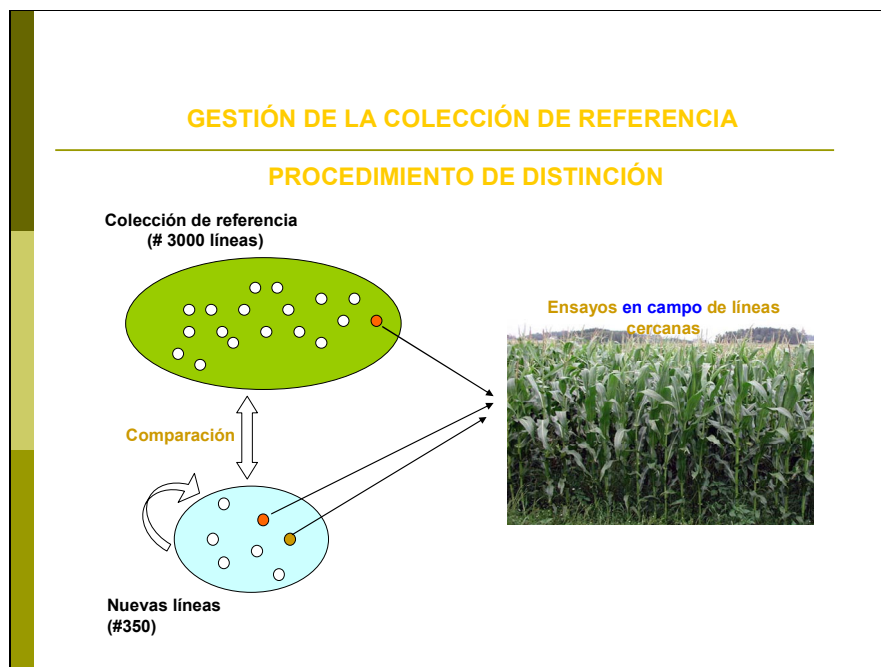 GESTIÓN DE LA COLECCIÓN DE REFERENCIA
PROCEDIMIENTO DE DISTINCIÓN
Colección de referencia
(# 3000 líneas)
Ensayos en campo de líneas
cercanas
Comparación
Nuevas líneas
(#350)